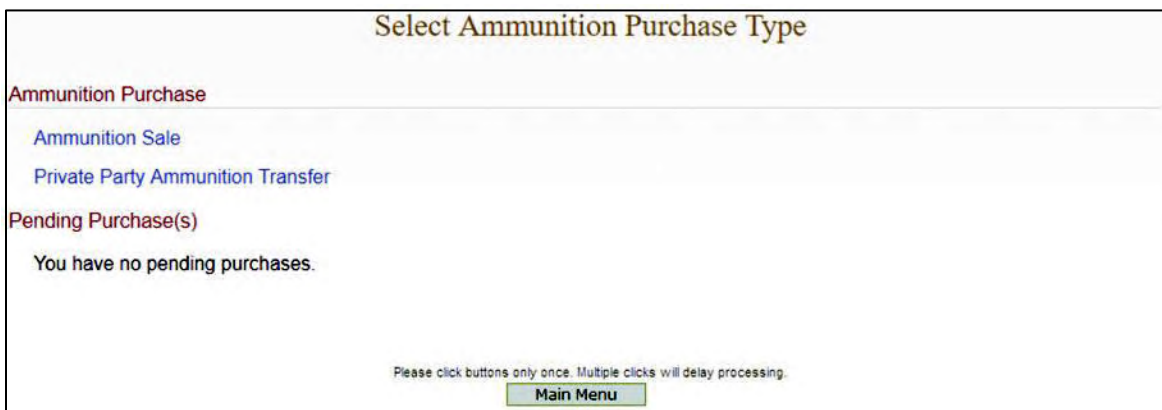 Select Ammunition Purchase Type
Ammunition Purchase
Ammunition Sale
Private Party Ammunition Transfer
Pending Purchase(s)
You have no pending purchases.
Please click buttons only once. Multiple clicks will delay processing.
Main Menu